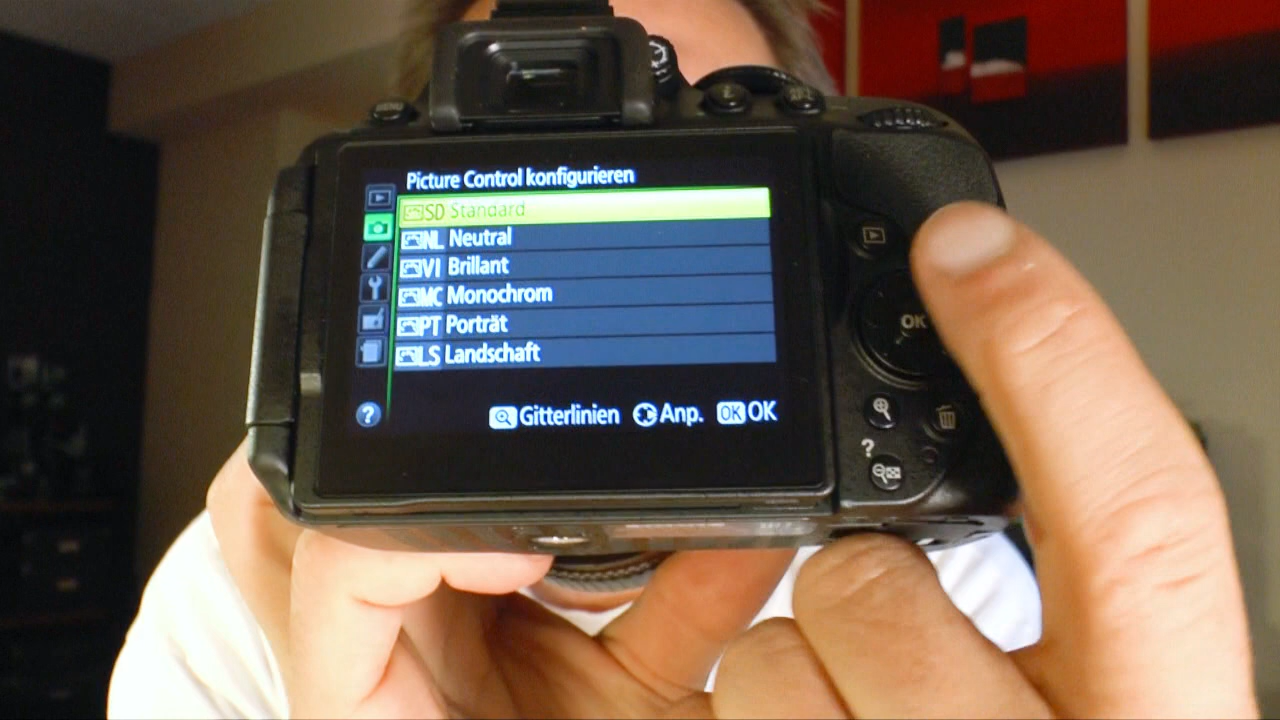 MENU
Picture Control konfigurieren
SD Standard
NL Neutral
VI Brillant
MC Monochrom
PT Porträt
LS Landschaft
? Gitterlinien Anp. OK OK
OK
?